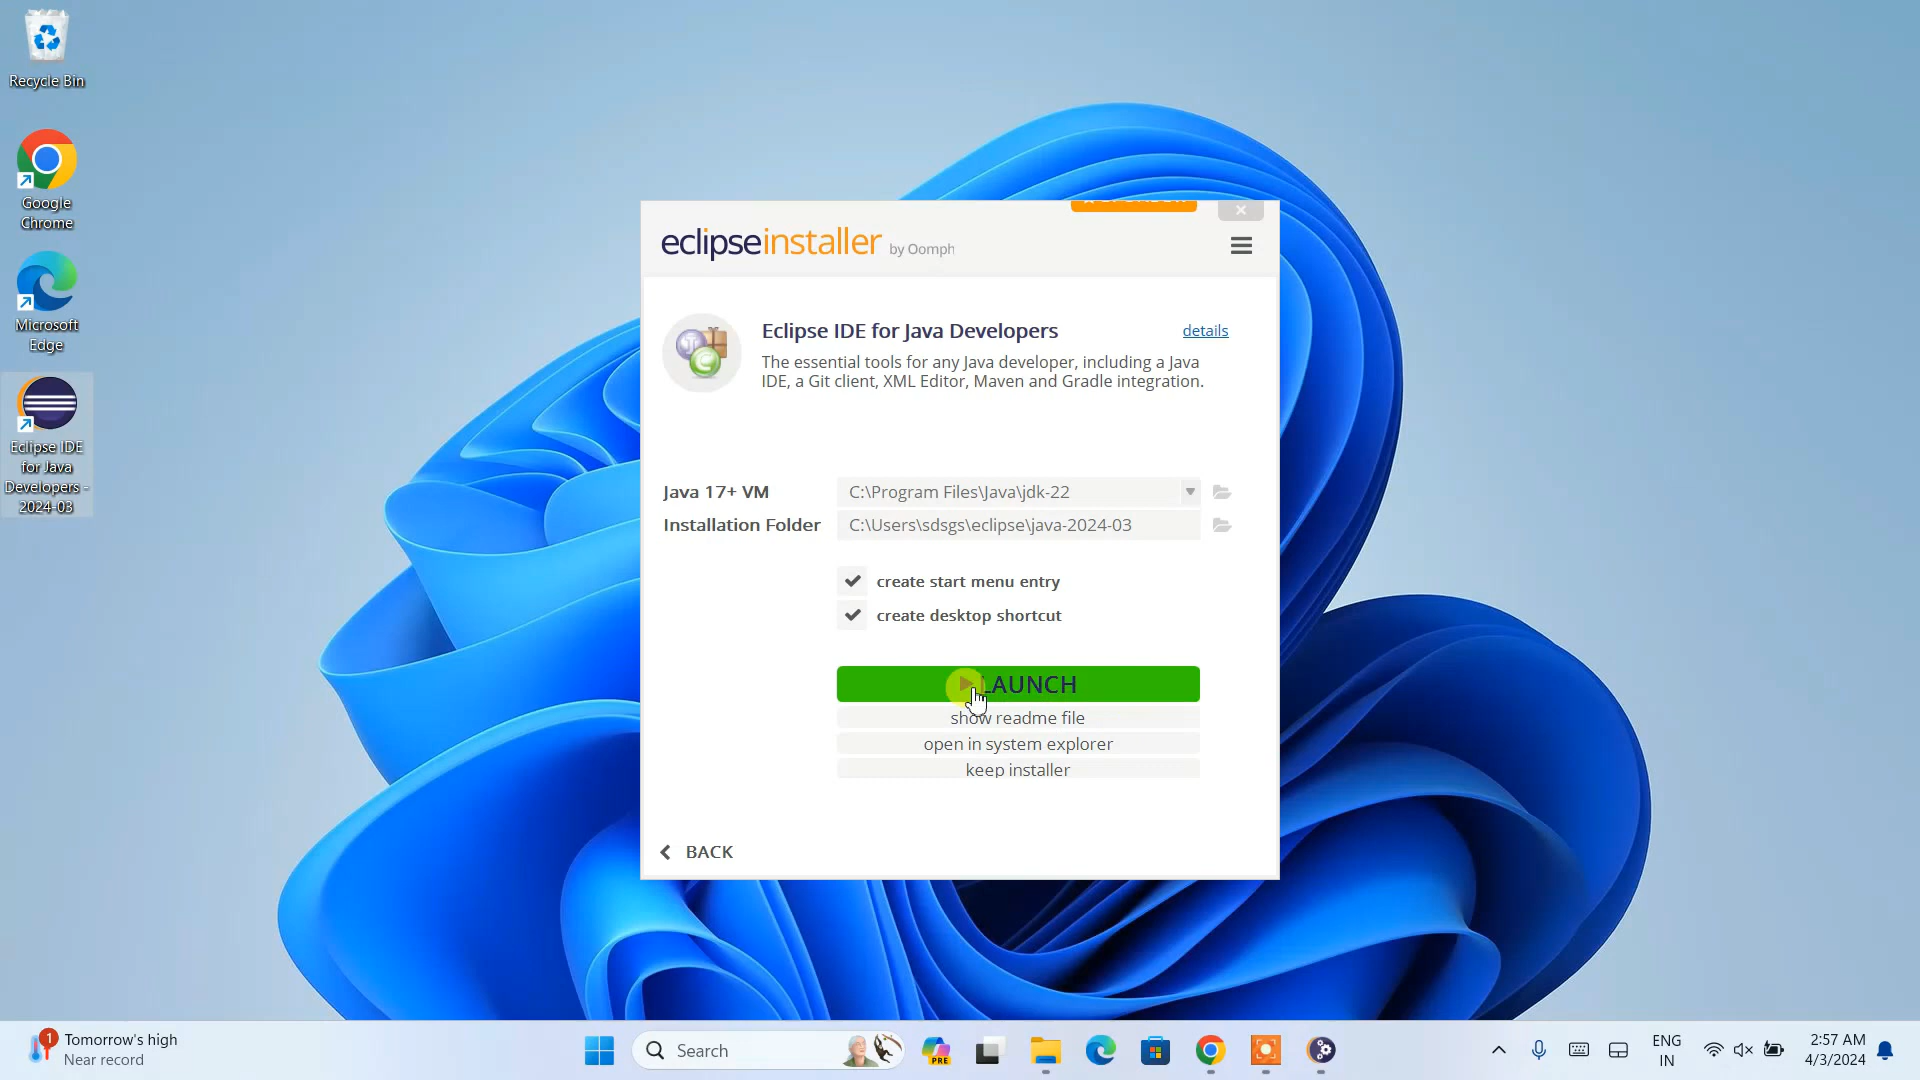 Recycle Bin
Google
Chrome
Microsoft
Edge
Eclipse IDE
for Java
Developers -
2024-03
eclipseinstaller by Oomph
Eclipse IDE for Java Developers
details
The essential tools for any Java developer, including a Java
IDE, a Git client, XML Editor, Maven and Gradle integration.
Java 17+ VM
C:\Program Files\Java\jdk-22
Installation Folder
C:\Users\sdsgs\eclipse\java-2024-03
create start menu entry
create desktop shortcut
LAUNCH
show readme file
open in system explorer
keep installer
BACK
1
Tomorrow's high
Near record
Search
PRE
ENG
IN
2:57 AM
4/3/2024